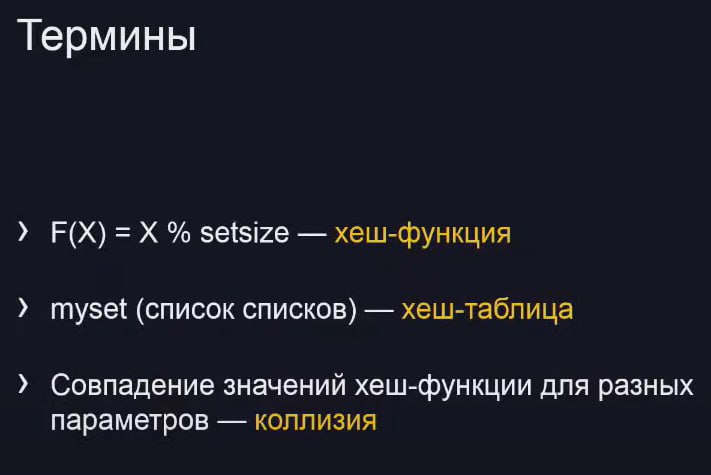 Термины
› F(X) = X % setsize — хеш-функция
› myset (список списков) — хеш-таблица
› Совпадение значений хеш-функции для разных
параметров — коллизия